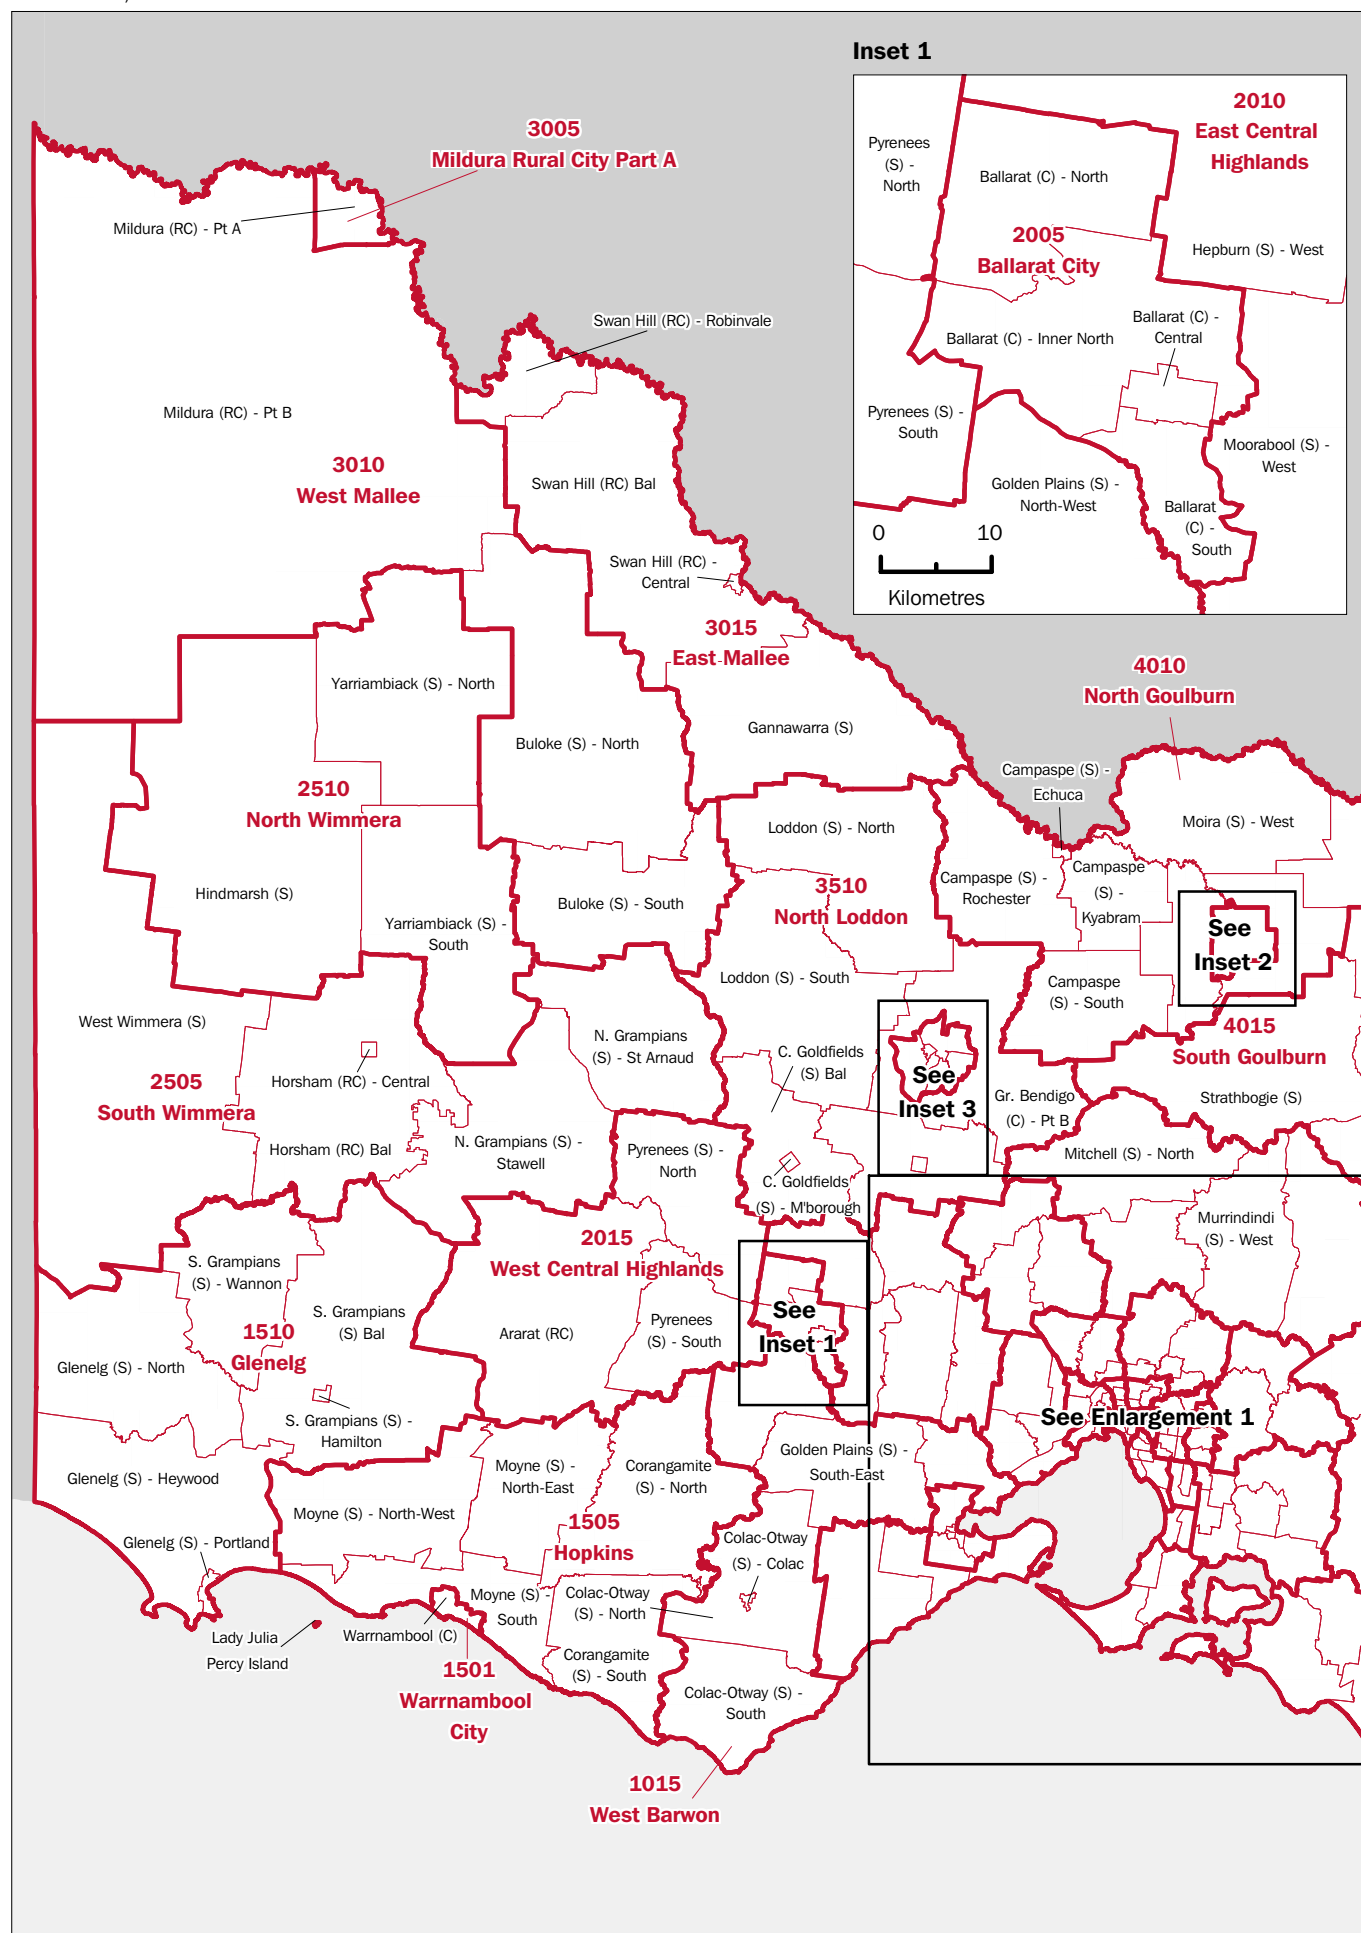 Inset 1
2010
East Central
Highlands
Pyrenees
(S) -
North
Ballarat (C) - North
2005
Ballarat City
Hepburn (S) - West
Ballarat (C) -
Central
Ballarat (C) - Inner North
Pyrenees (S) -
South
Moorabool (S) -
West
Golden Plains (S) -
North-West
Ballarat
(C) -
South
0 10
Kilometres
3005
Mildura Rural City Part A
Mildura (RC) - Pt A
Swan Hill (RC) - Robinvale
Mildura (RC) - Pt B
3010
West Mallee
Swan Hill (RC) Bal
Swan Hill (RC) -
Central
3015
East Mallee
4010
North Goulburn
Yarriambiack (S) - North
Buloke (S) - North
Gannawarra (S)
Campaspe (S) -
Echuca
2510
North Wimmera
Loddon (S) - North
Moira (S) - West
Hindmarsh (S)
Yarriambiack (S) -
South
Buloke (S) - South
3510
North Loddon
Campaspe (S) -
Rochester
Campaspe
(S) -
Kyabram
See
Inset 2
Loddon (S) - South
Campaspe
(S) - South
West Wimmera (S)
N. Grampians
(S) - St Arnaud
4015
South Goulburn
C. Goldfields
(S) Bal
See
Inset 3
2505
South Wimmera
Horsham (RC) - Central
Gr. Bendigo
(C) - Pt B
Strathbogie (S)
Horsham (RC) Bal
N. Grampians (S) -
Stawell
Pyrenees (S) -
North
Mitchell (S) - North
C. Goldfields
(S) - M'borough
Murrindindi
(S) - West
2015
West Central Highlands
S. Grampians
(S) - Wannon
S. Grampians
(S) Bal
Ararat (RC)
Pyrenees
(S) - South
See
Inset 1
1510
Glenelg
Glenelg (S) - North
S. Grampians (S) -
Hamilton
See Enlargement 1
Glenelg (S) - Heywood
Moyne (S) -
North-East
Corangamite
(S) - North
Golden Plains (S) -
South-East
Moyne (S) - North-West
1505
Hopkins
Glenelg (S) - Portland
Colac-Otway
(S) - Colac
Moyne (S) -
South
Colac-Otway
(S) - North
Lady Julia
Percy Island
Warrnambool (C)
1501
Warrnambool
City
Corangamite
(S) - South
Colac-Otway (S) -
South
1015
West Barwon